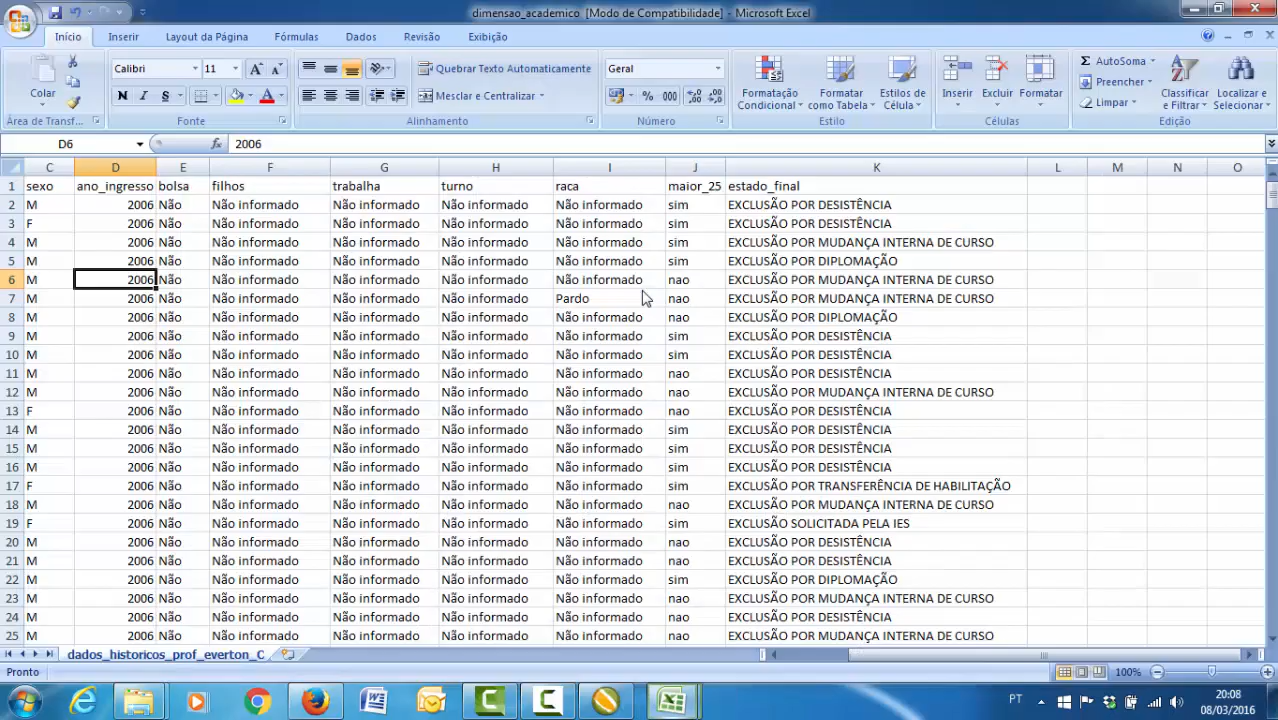 dimensao_academico [Modo de Compatibilidade] - Microsoft Excel
Início Inserir Layout da Página Fórmulas Dados Revisão Exibição
Colar
Área de Transf...
Calibri 11
N I S
Fonte
Quebrar Texto Automaticamente
Mesclar e Centralizar
Alinhamento
Geral
% 000
Número
Formatação Condicional
Formatar como Tabela
Estilos de Célula
Estilo
Inserir Excluir Formatar
Células
Σ AutoSoma
Preencher
Limpar
Classificar e Filtrar
Localizar e Selecionar
Edição
D6 fx 2006
C D E F G H I J K L M N O
1 sexo ano_ingresso bolsa filhos trabalha turno raca maior_25 estado_final
2 M 2006 Não Não informado Não informado Não informado Não informado sim EXCLUSÃO POR DESISTÊNCIA
3 F 2006 Não Não informado Não informado Não informado Não informado sim EXCLUSÃO POR DESISTÊNCIA
4 M 2006 Não Não informado Não informado Não informado Não informado sim EXCLUSÃO POR MUDANÇA INTERNA DE CURSO
5 M 2006 Não Não informado Não informado Não informado Não informado sim EXCLUSÃO POR DIPLOMAÇÃO
6 M 2006 Não Não informado Não informado Não informado Não informado nao EXCLUSÃO POR MUDANÇA INTERNA DE CURSO
7 M 2006 Não Não informado Não informado Não informado Pardo nao EXCLUSÃO POR MUDANÇA INTERNA DE CURSO
8 M 2006 Não Não informado Não informado Não informado Não informado nao EXCLUSÃO POR DIPLOMAÇÃO
9 M 2006 Não Não informado Não informado Não informado Não informado sim EXCLUSÃO POR DESISTÊNCIA
10 M 2006 Não Não informado Não informado Não informado Não informado sim EXCLUSÃO POR DESISTÊNCIA
11 M 2006 Não Não informado Não informado Não informado Não informado nao EXCLUSÃO POR DESISTÊNCIA
12 M 2006 Não Não informado Não informado Não informado Não informado nao EXCLUSÃO POR MUDANÇA INTERNA DE CURSO
13 F 2006 Não Não informado Não informado Não informado Não informado nao EXCLUSÃO POR DESISTÊNCIA
14 M 2006 Não Não informado Não informado Não informado Não informado sim EXCLUSÃO POR DESISTÊNCIA
15 M 2006 Não Não informado Não informado Não informado Não informado sim EXCLUSÃO POR DESISTÊNCIA
16 M 2006 Não Não informado Não informado Não informado Não informado sim EXCLUSÃO POR DESISTÊNCIA
17 M 2006 Não Não informado Não informado Não informado Não informado sim EXCLUSÃO POR TRANSFERÊNCIA DE HABILITAÇÃO
18 M 2006 Não Não informado Não informado Não informado Não informado nao EXCLUSÃO POR MUDANÇA INTERNA DE CURSO
19 F 2006 Não Não informado Não informado Não informado Não informado sim EXCLUSÃO SOLICITADA PELA IES
20 M 2006 Não Não informado Não informado Não informado Não informado nao EXCLUSÃO POR DESISTÊNCIA
21 M 2006 Não Não informado Não informado Não informado Não informado nao EXCLUSÃO POR DESISTÊNCIA
22 M 2006 Não Não informado Não informado Não informado Não informado sim EXCLUSÃO POR DIPLOMAÇÃO
23 M 2006 Não Não informado Não informado Não informado Não informado nao EXCLUSÃO POR MUDANÇA INTERNA DE CURSO
24 M 2006 Não Não informado Não informado Não informado Não informado nao EXCLUSÃO POR DESISTÊNCIA
25 M 2006 Não Não informado Não informado Não informado Não informado nao EXCLUSÃO POR MUDANÇA INTERNA DE CURSO
dados_historicos_prof_everton_C
Pronto 100%
PT 20:08
08/03/2016